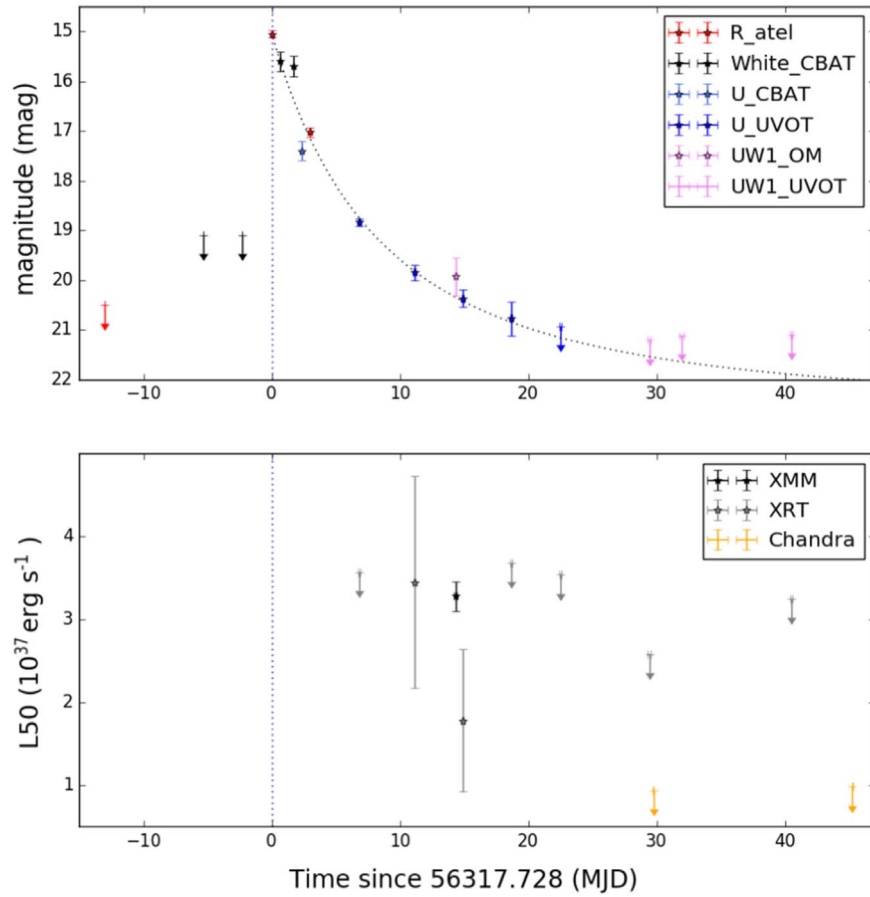 R_atel
White_CBAT
U_CBAT
U_UVOT
UW1_OM
UW1_UVOT
magnitude (mag)
15
16
17
18
19
20
21
22
−10 0 10 20 30 40
XMM
XRT
Chandra
L50 (10³⁷ erg s⁻¹ )
4
3
2
1
−10 0 10 20 30 40
Time since 56317.728 (MJD)